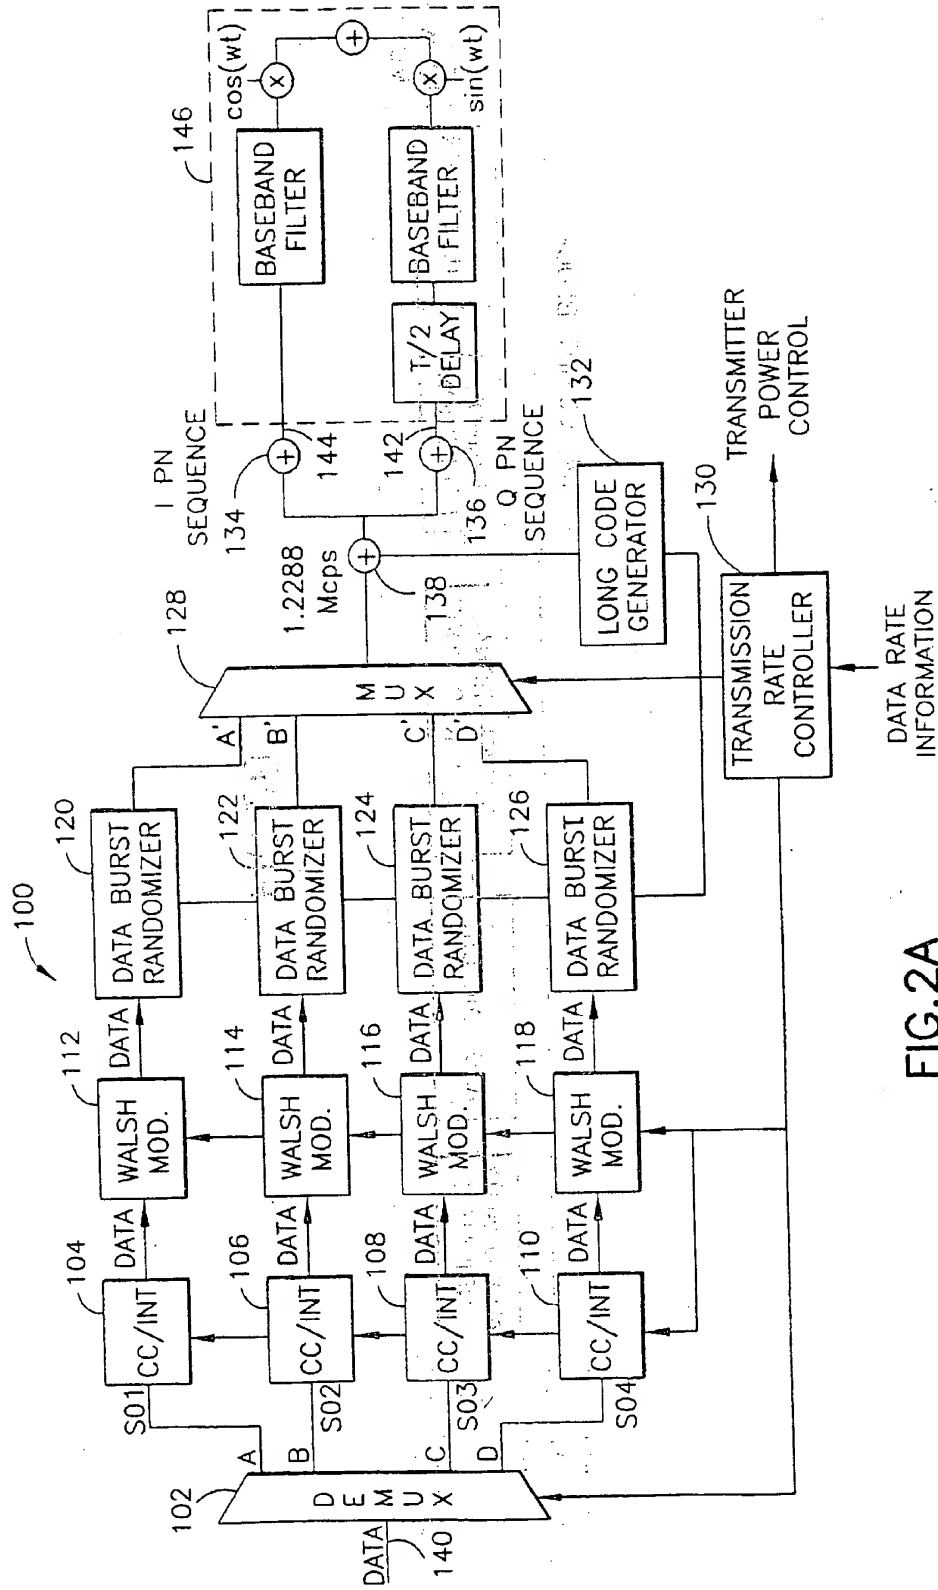 100
DATA
140
102
DEMUX
A
B
C
D
S01
S02
S03
S04
104
CC/INT
106
CC/INT
108
CC/INT
110
CC/INT
DATA
DATA
DATA
DATA
112
WALSH
MOD.
114
WALSH
MOD.
116
WALSH
MOD.
118
WALSH
MOD.
DATA
DATA
DATA
DATA
120
DATA BURST
RANDOMIZER
122
DATA BURST
RANDOMIZER
124
DATA BURST
RANDOMIZER
126
DATA BURST
RANDOMIZER
A'
B'
C'
D'
128
MUX
1.2288
Mcps
138
I PN
SEQUENCE
134
144
142
136
Q PN
SEQUENCE
146
BASEBAND
FILTER
cos(wt)
X
+
T/2
DELAY
BASEBAND
FILTER
X
sin(wt)
+
+
+
132
LONG CODE
GENERATOR
130
TRANSMISSION
RATE
CONTROLLER
TRANSMITTER
POWER
CONTROL
DATA RATE
INFORMATION
FIG.2A